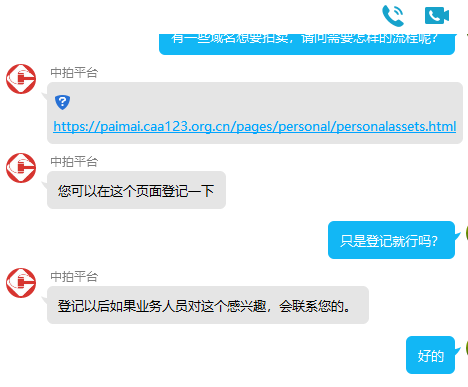 有一些域名想要拍卖，请问需要怎样的流程呢？
中拍平台
https://paimai.caa123.org.cn/pages/personal/personalassets.html
中拍平台
您可以在这个页面登记一下
只是登记就行吗？
中拍平台
登记以后如果业务人员对这个感兴趣，会联系您的。
好的